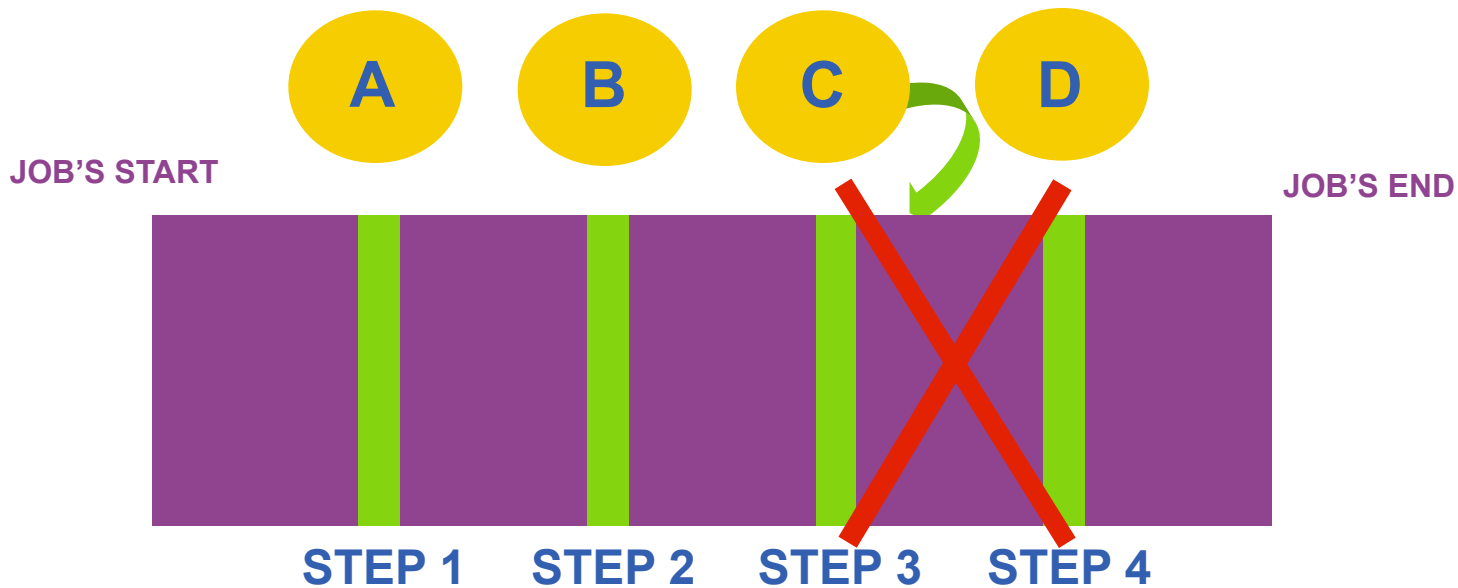 A
B
C
D
JOB’S START
JOB’S END
STEP 1
STEP 2
STEP 3
STEP 4